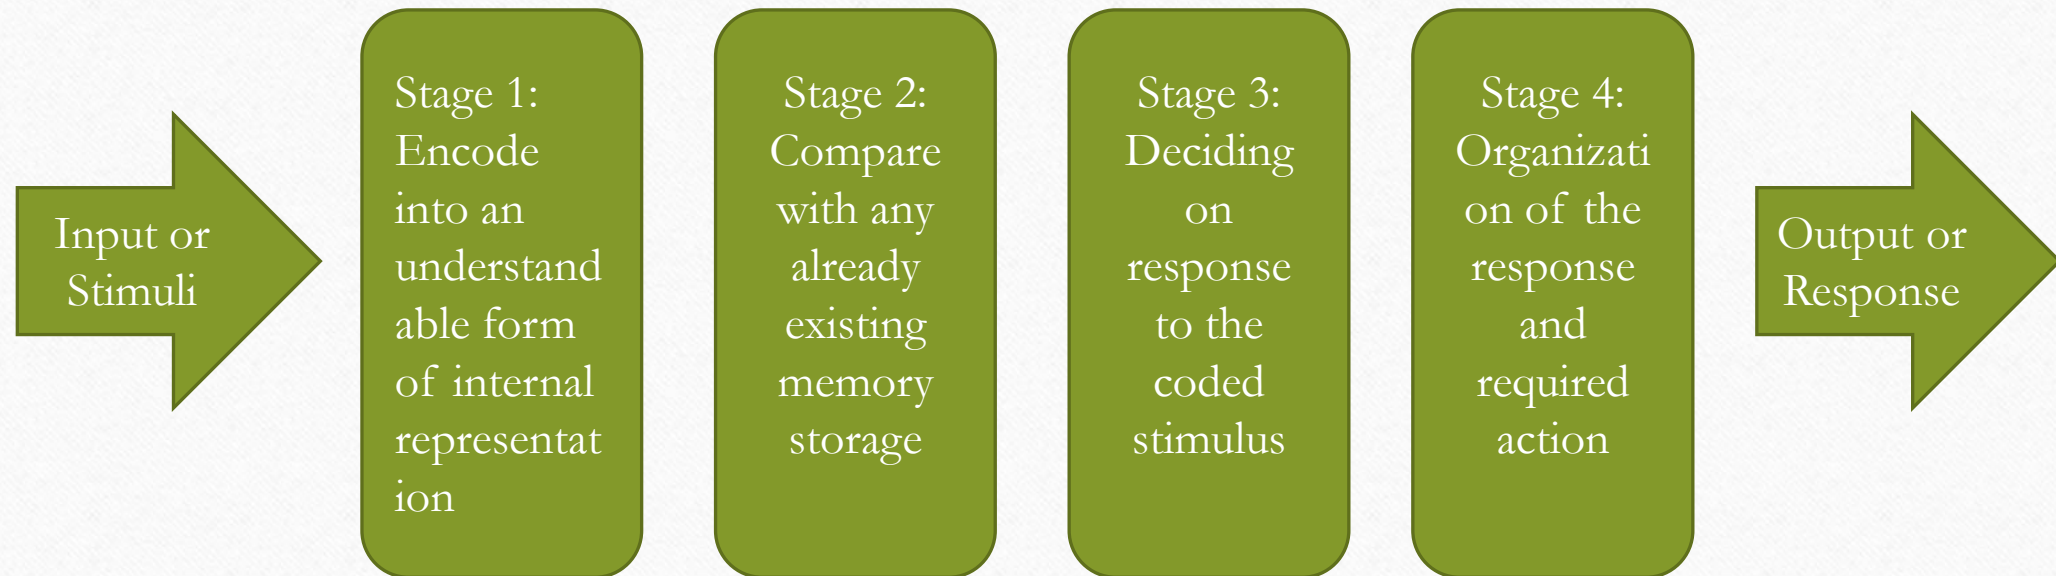 Input or
Stimuli
Stage 1:
Encode
into an
understand
able form
of internal
representat
ion
Stage 2:
Compare
with any
already
existing
memory
storage
Stage 3:
Deciding
on
response
to the
coded
stimulus
Stage 4:
Organizati
on of the
response
and
required
action
Output or
Response